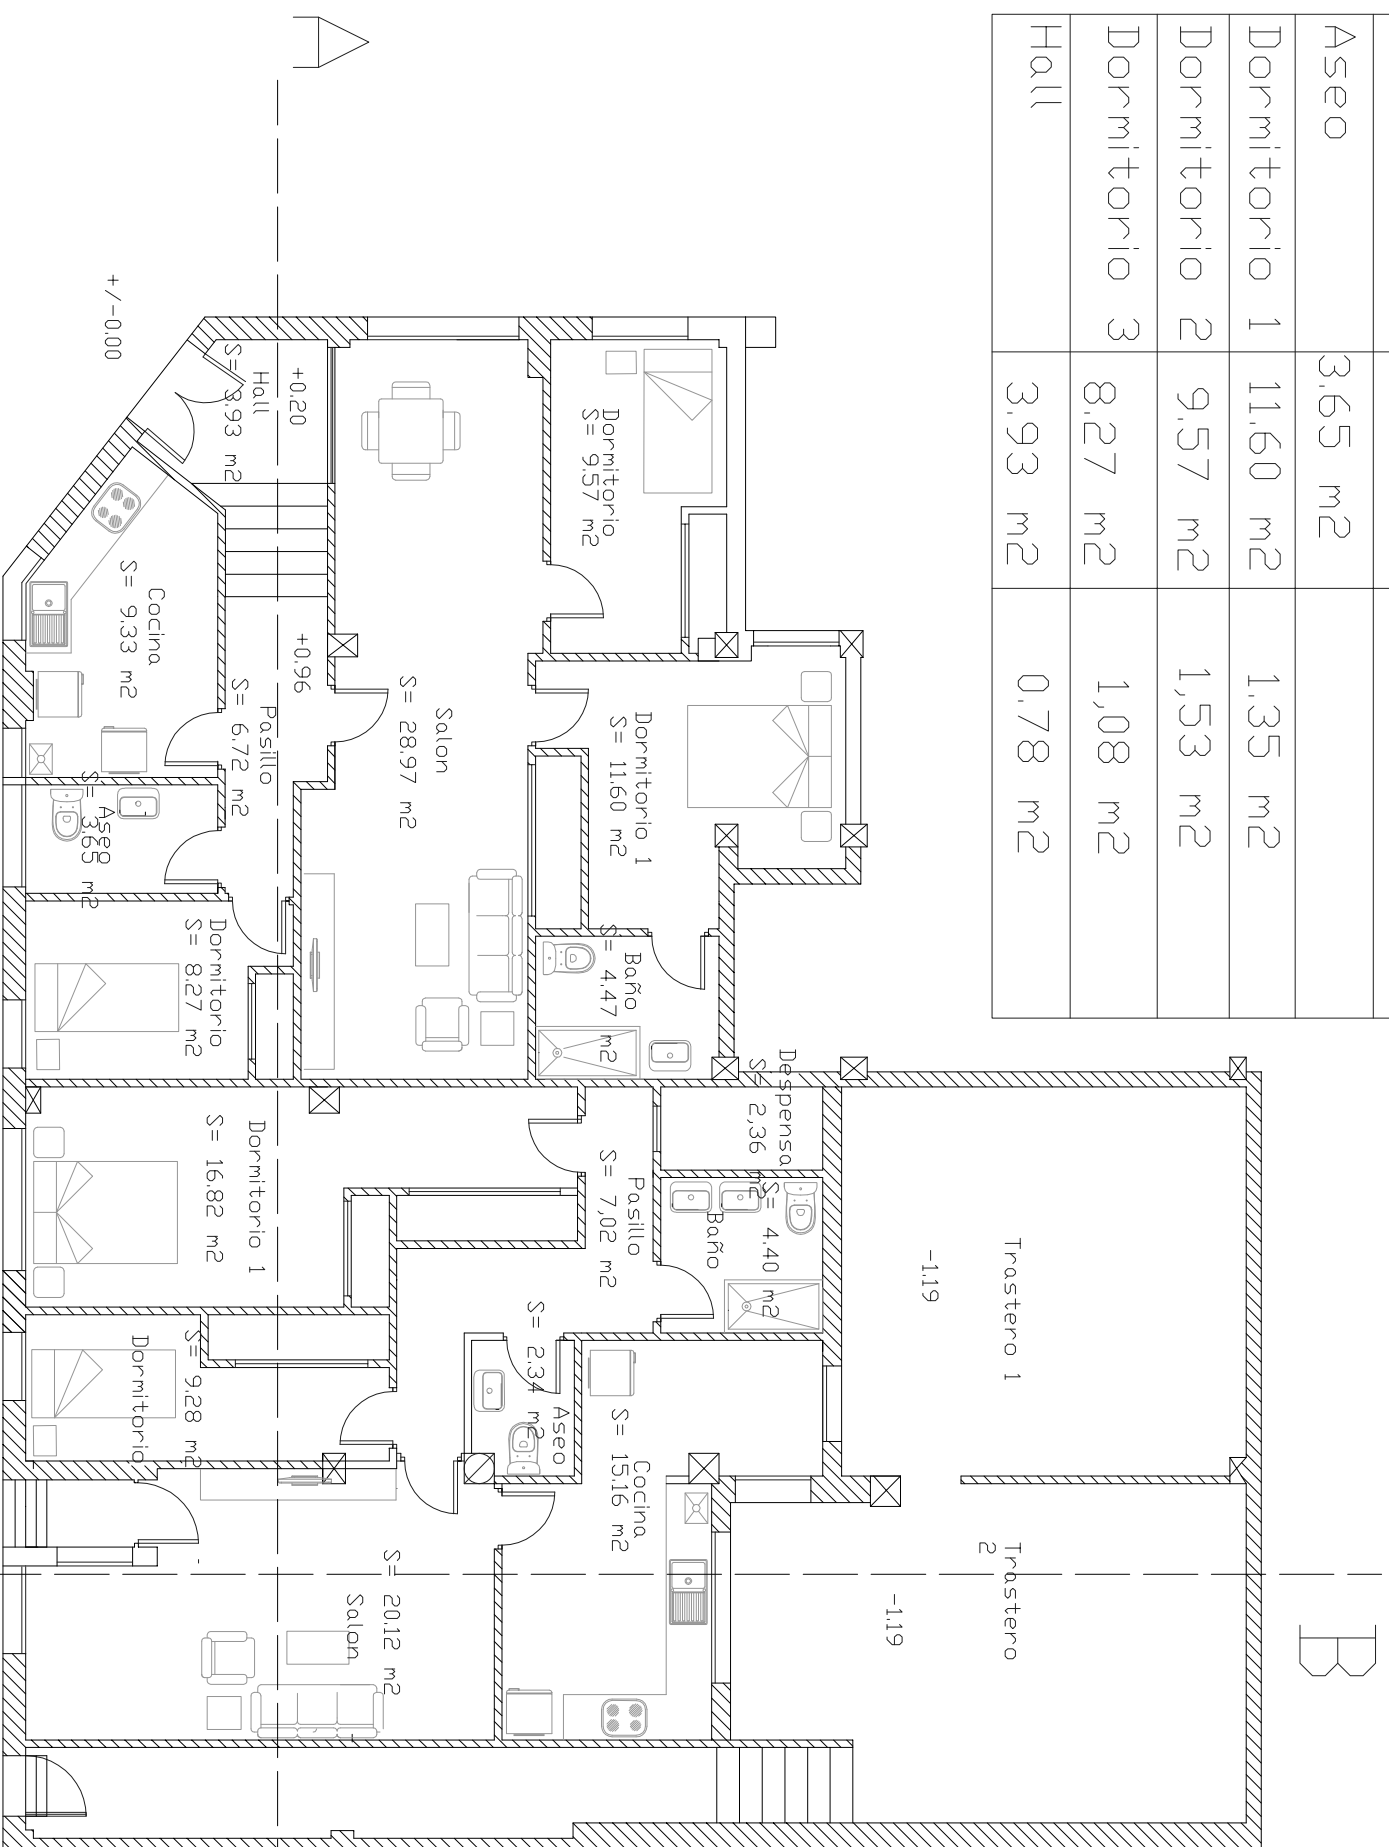 Aseo 3.65 m2
Dormitorio 1 11.60 m2 1.35 m2
Dormitorio 2 9.57 m2 1,53 m2
Dormitorio 3 8.27 m2 1,08 m2
Hall 3.93 m2 0.78 m2
A
B
+/-0.00
+0.20
Hall
S= 3.93 m2
Dormitorio
S= 9.57 m2
Cocina
S= 9.33 m2
+0.96
Pasillo
S= 6.72 m2
Salon
S= 28.97 m2
Dormitorio 1
S= 11.60 m2
Aseo
S= 3.65 m2
Dormitorio
S= 8.27 m2
Baño
S= 4.47 m2
Despensa
S= 2,36 m2
Dormitorio 1
S= 16.82 m2
Pasillo
S= 7,02 m2
S= 4.40 m2
Baño
Trastero 1
-1.19
S= 9.28 m2
Dormitorio
Aseo
S= 2.34 m2
Cocina
S= 15.16 m2
Trastero
2
-1.19
S= 20.12 m2
Salon